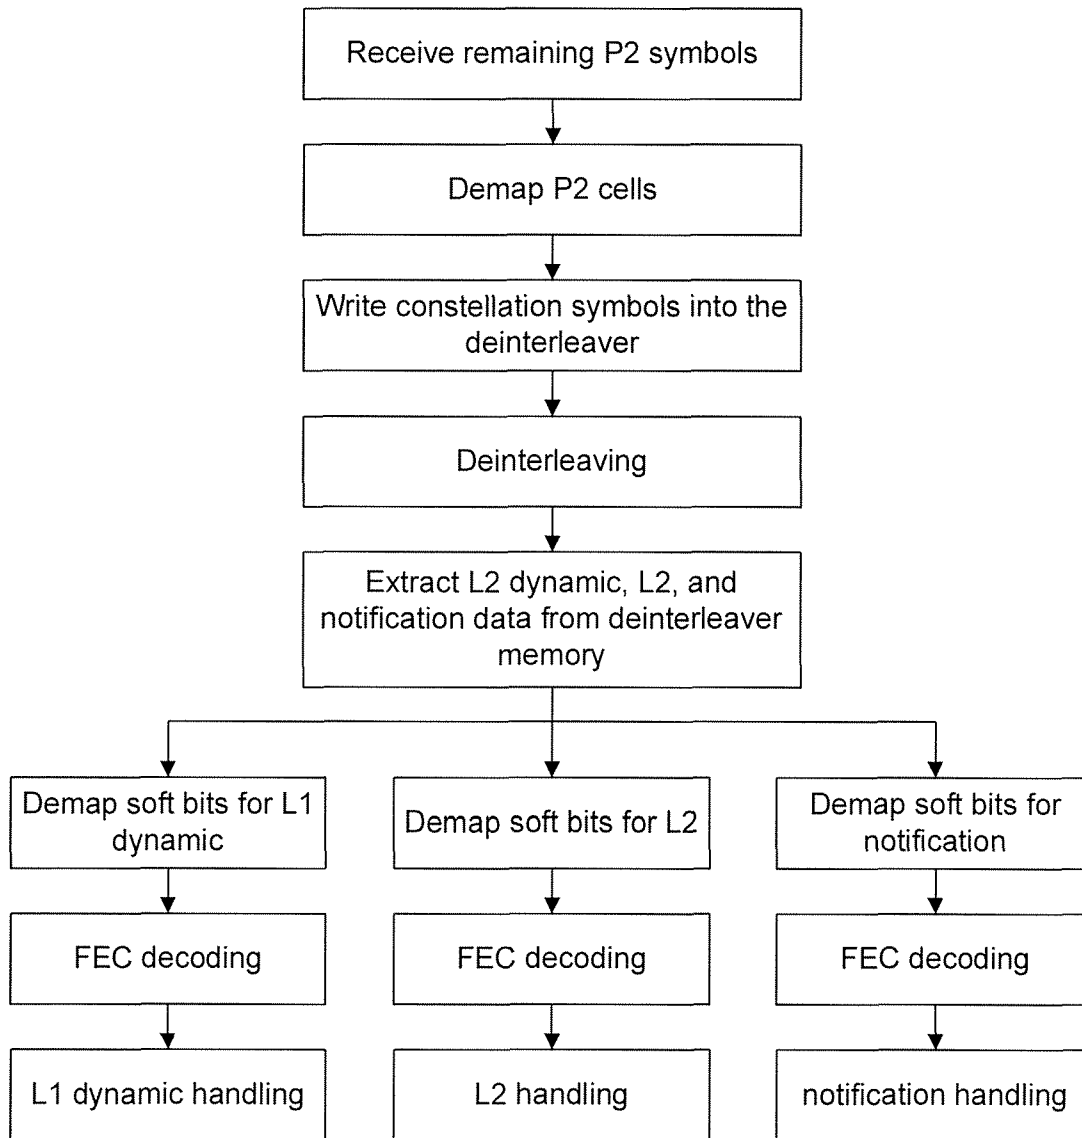 Receive remaining P2 symbols
Demap P2 cells
Write constellation symbols into the
deinterleaver
Deinterleaving
Extract L2 dynamic, L2, and
notification data from deinterleaver
memory
Demap soft bits for L1
dynamic
Demap soft bits for L2
Demap soft bits for
notification
FEC decoding
FEC decoding
FEC decoding
L1 dynamic handling
L2 handling
notification handling